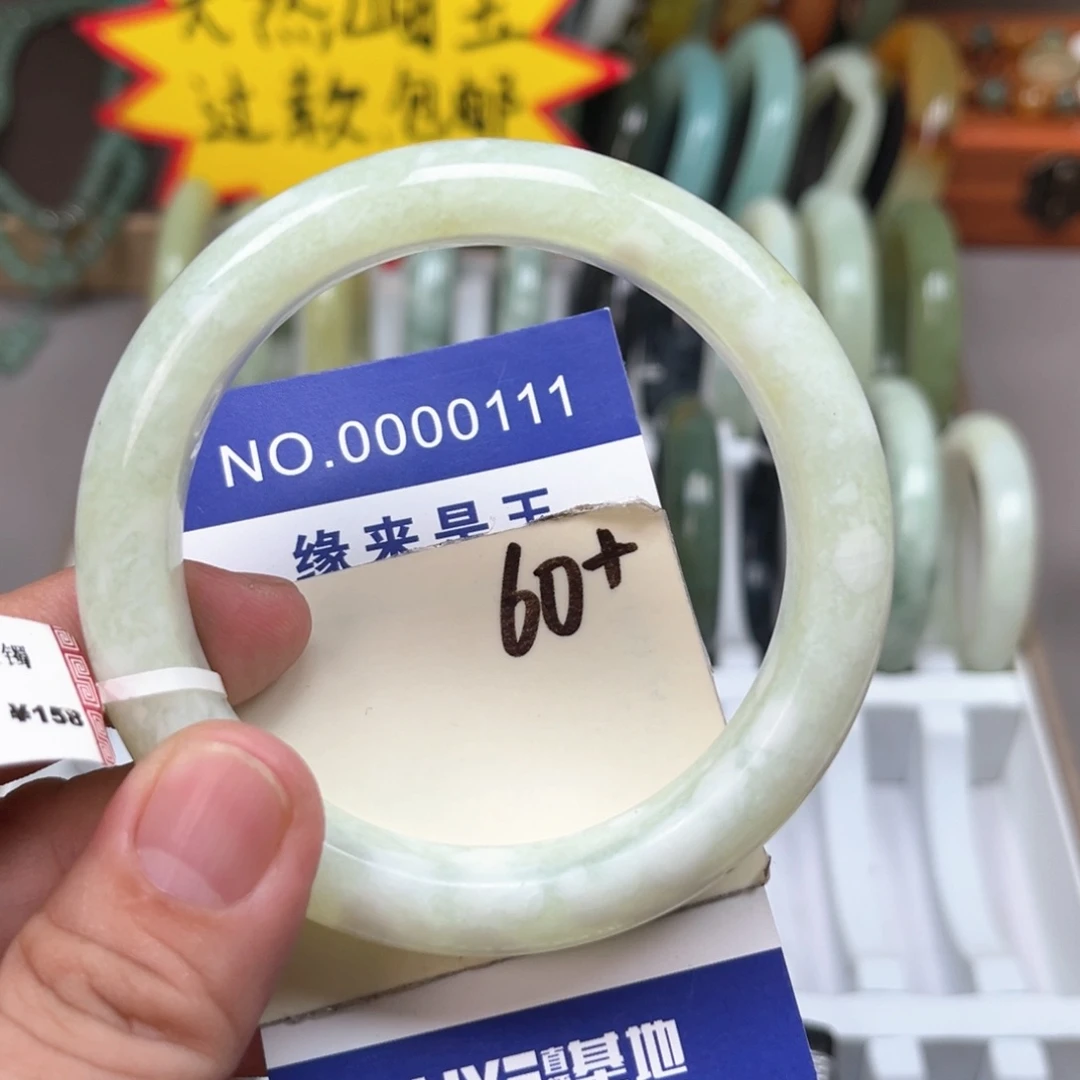 这款包邮
NO.0000111
缘来是玉
60+
镯
¥158
基地